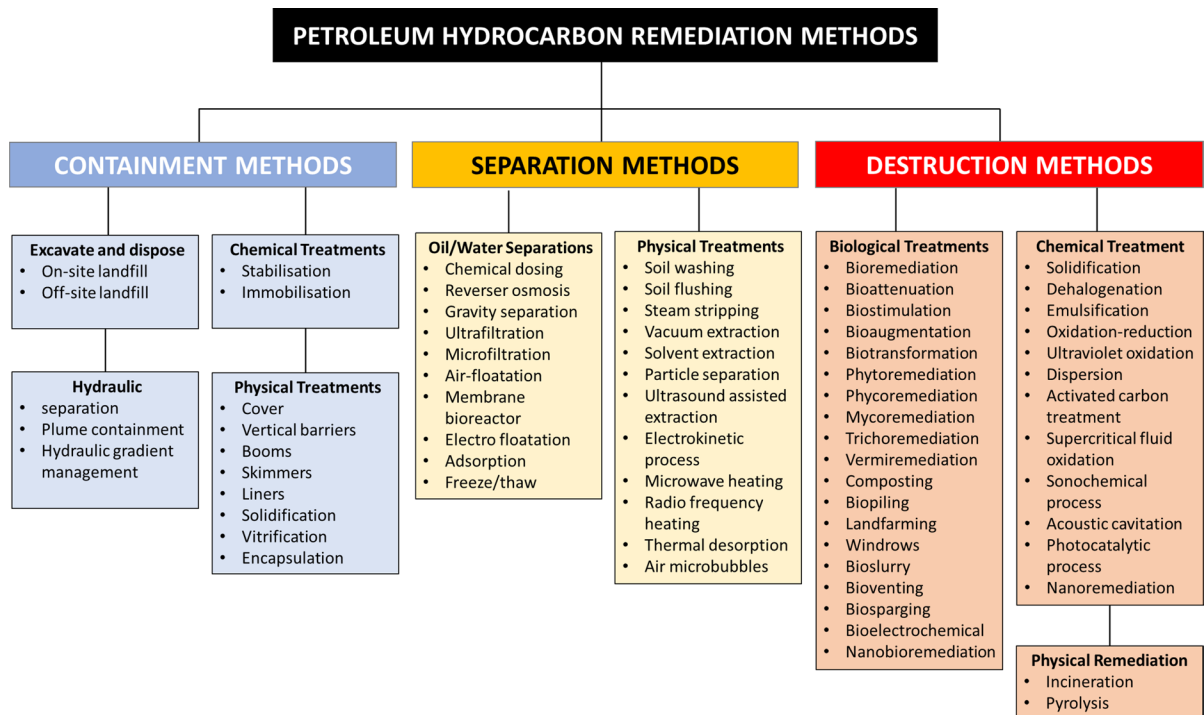 PETROLEUM HYDROCARBON REMEDIATION METHODS
CONTAINMENT METHODS
Excavate and dispose
• On-site landfill
• Off-site landfill
Hydraulic
• separation
• Plume containment
• Hydraulic gradient
management
Chemical Treatments
• Stabilisation
• Immobilisation
Physical Treatments
• Cover
• Vertical barriers
• Booms
• Skimmers
• Liners
• Solidification
• Vitrification
• Encapsulation
SEPARATION METHODS
Oil/Water Separations
• Chemical dosing
• Reverser osmosis
• Gravity separation
• Ultrafiltration
• Microfiltration
• Air-floatation
• Membrane
bioreactor
• Electro floatation
• Adsorption
• Freeze/thaw
Physical Treatments
• Soil washing
• Soil flushing
• Steam stripping
• Vacuum extraction
• Solvent extraction
• Particle separation
• Ultrasound assisted
extraction
• Electrokinetic
process
• Microwave heating
• Radio frequency
heating
• Thermal desorption
• Air microbubbles
DESTRUCTION METHODS
Biological Treatments
• Bioremediation
• Bioattenuation
• Biostimulation
• Bioaugmentation
• Biotransformation
• Phytoremediation
• Phycoremediation
• Mycoremediation
• Trichoremediation
• Vermiremediation
• Composting
• Biopiling
• Landfarming
• Windrows
• Bioslurry
• Bioventing
• Biosparging
• Bioelectrochemical
• Nanobioremediation
Chemical Treatment
• Solidification
• Dehalogenation
• Emulsification
• Oxidation-reduction
• Ultraviolet oxidation
• Dispersion
• Activated carbon
treatment
• Supercritical fluid
oxidation
• Sonochemical
process
• Acoustic cavitation
• Photocatalytic
process
• Nanoremediation
Physical Remediation
• Incineration
• Pyrolysis